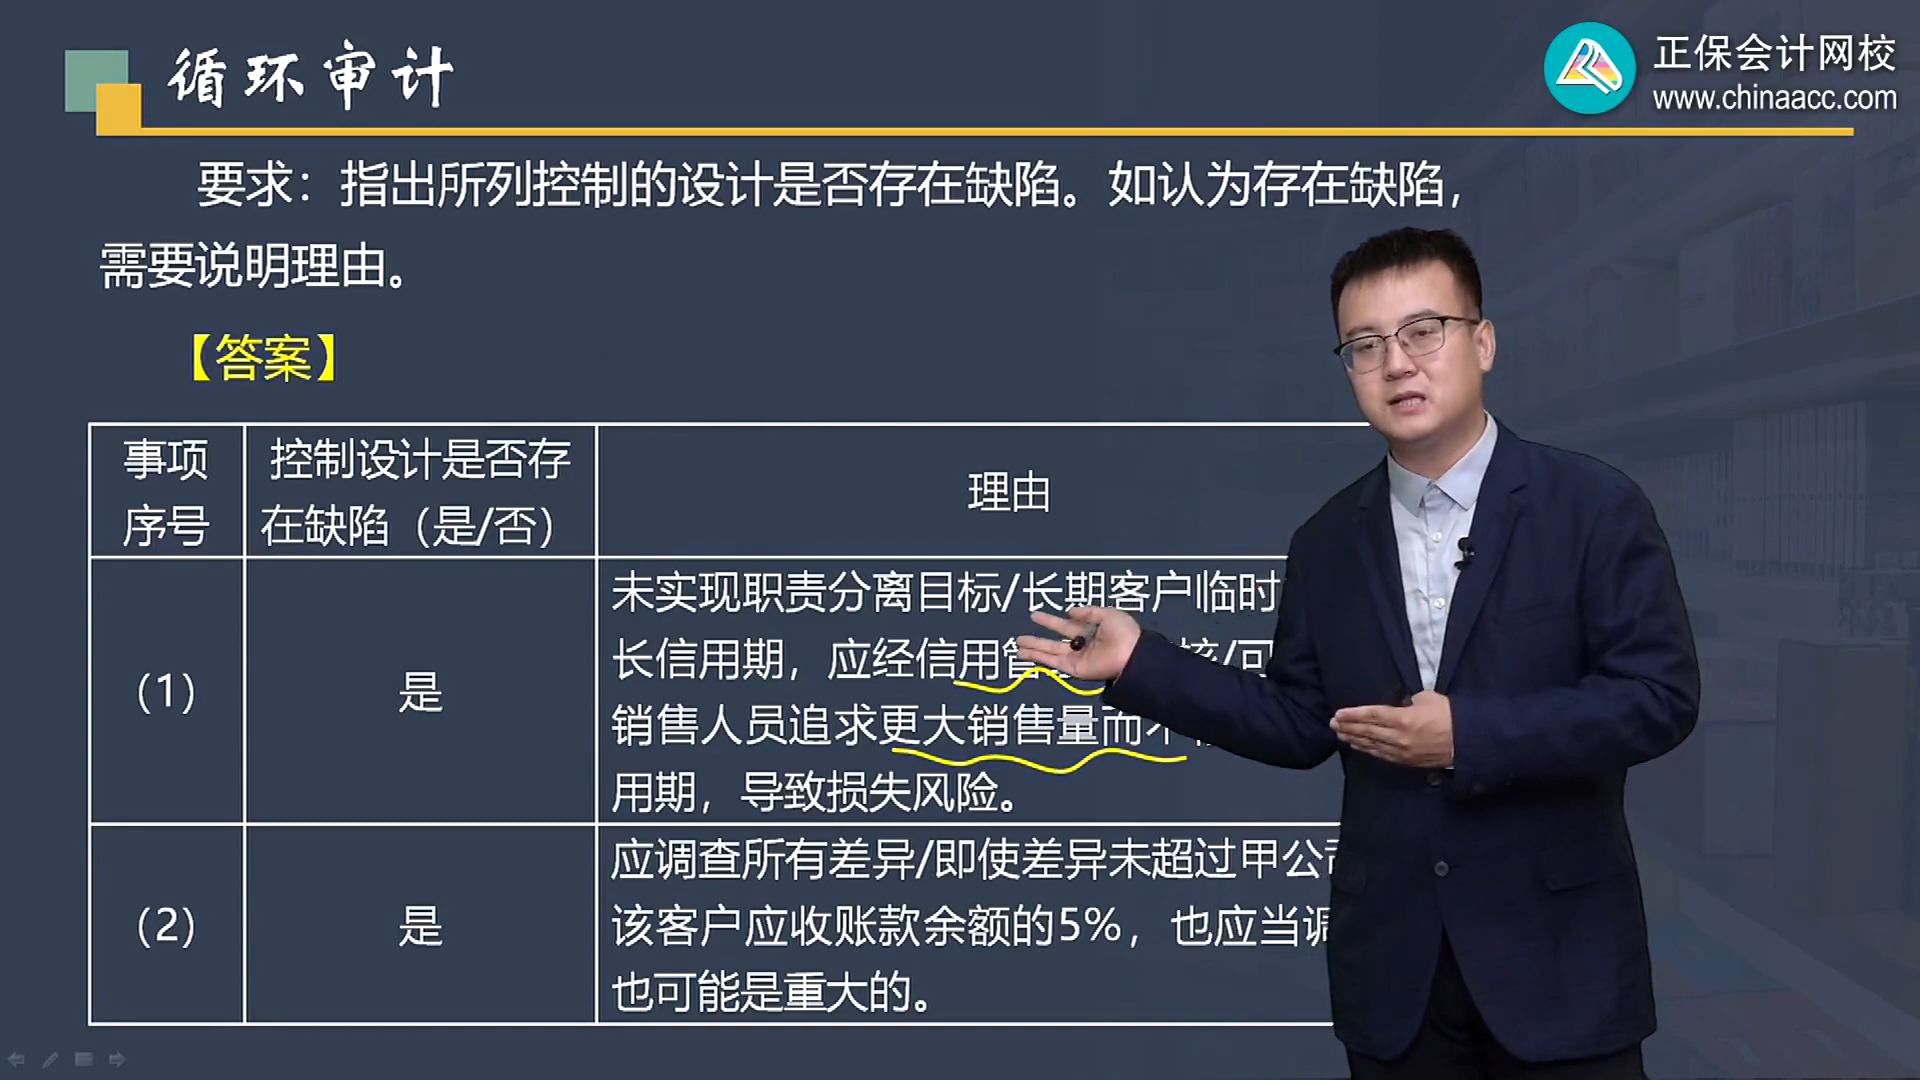 循环审计
正保会计网校
www.chinaacc.com
要求：指出所列控制的设计是否存在缺陷。如认为存在缺陷，
需要说明理由。
【答案】
事项
序号
控制设计是否存
在缺陷（是/否）
理由
（1）
是
未实现职责分离目标/长期客户临时
长信用期，应经信用管
核/可
销售人员追求更大销售量而不
用期，导致损失风险。
（2）
是
应调查所有差异/即使差异未超过甲公司
该客户应收账款余额的5%，也应当调
也可能是重大的。